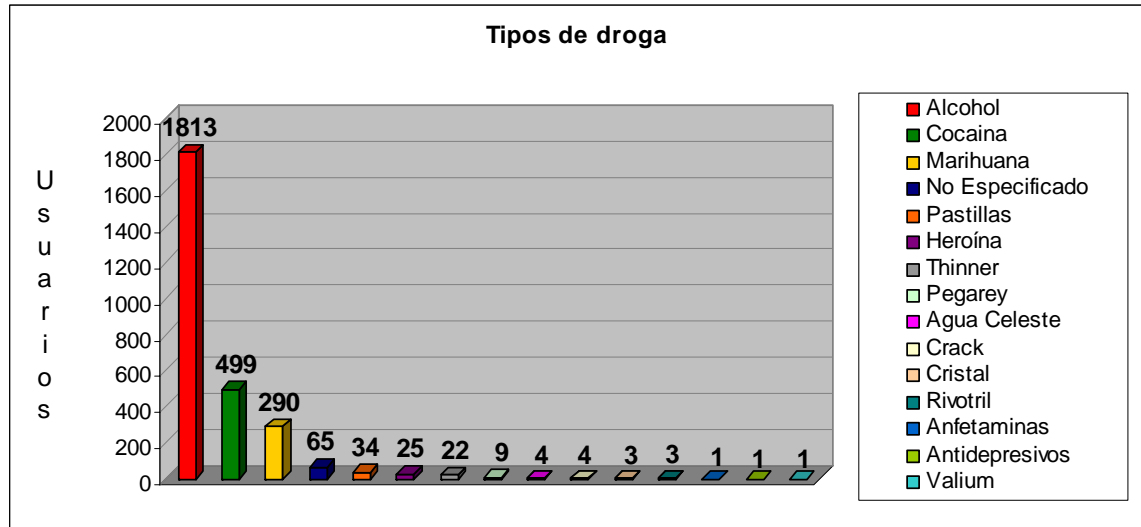 Tipos de droga
Usuarios
2000
1800
1600
1400
1200
1000
800
600
400
200
0
1813
499
290
65
34
25
22
9
4
4
3
3
1
1
1
Alcohol
Cocaina
Marihuana
No Especificado
Pastillas
Heroína
Thinner
Pegarey
Agua Celeste
Crack
Cristal
Rivotril
Anfetaminas
Antidepresivos
Valium